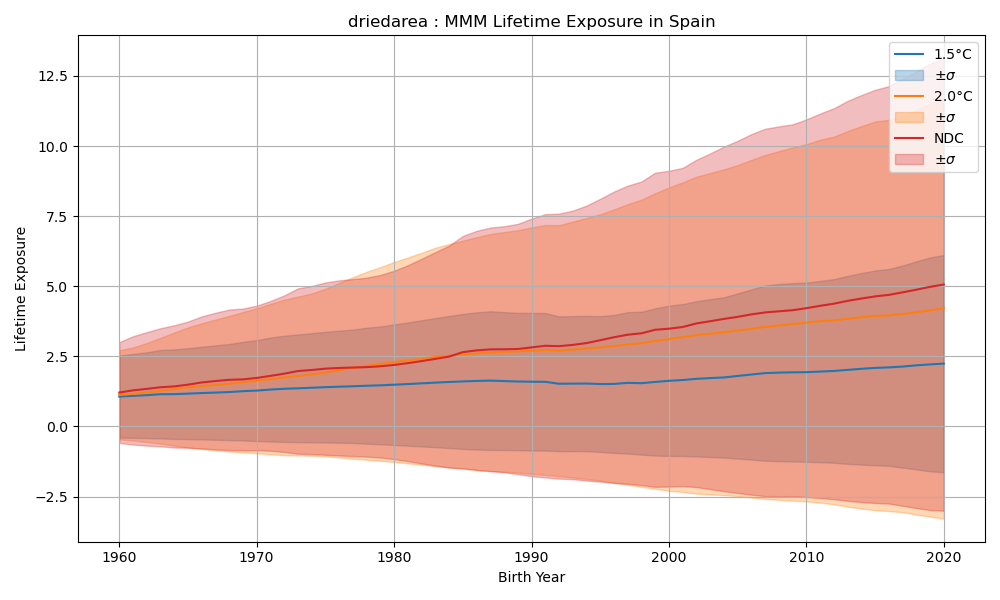 driedarea : MMM Lifetime Exposure in Spain
12.5
10.0
7.5
5.0
2.5
0.0
−2.5
Lifetime Exposure
1960 1970 1980 1990 2000 2010 2020
Birth Year
1.5°C
±σ
2.0°C
±σ
NDC
±σ